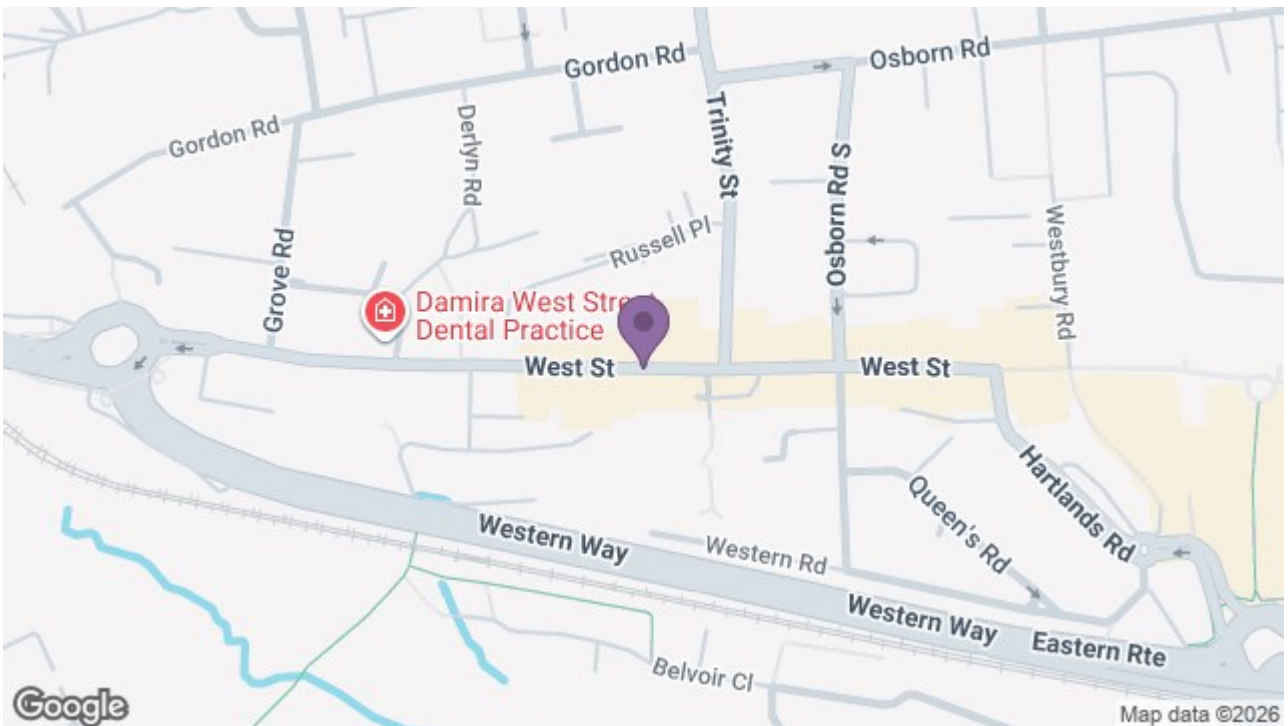 Gordon Rd
Osborn Rd
Gordon Rd
Derlyn Rd
Trinity St
Osborn Rd S
Westbury Rd
Grove Rd
Russell Pl
Damira West Street
Dental Practice
West St
West St
Hartlands Rd
Queen's Rd
Western Way
Western Rd
Western Way
Eastern Rte
Belvoir Cl
Google
Map data ©2026